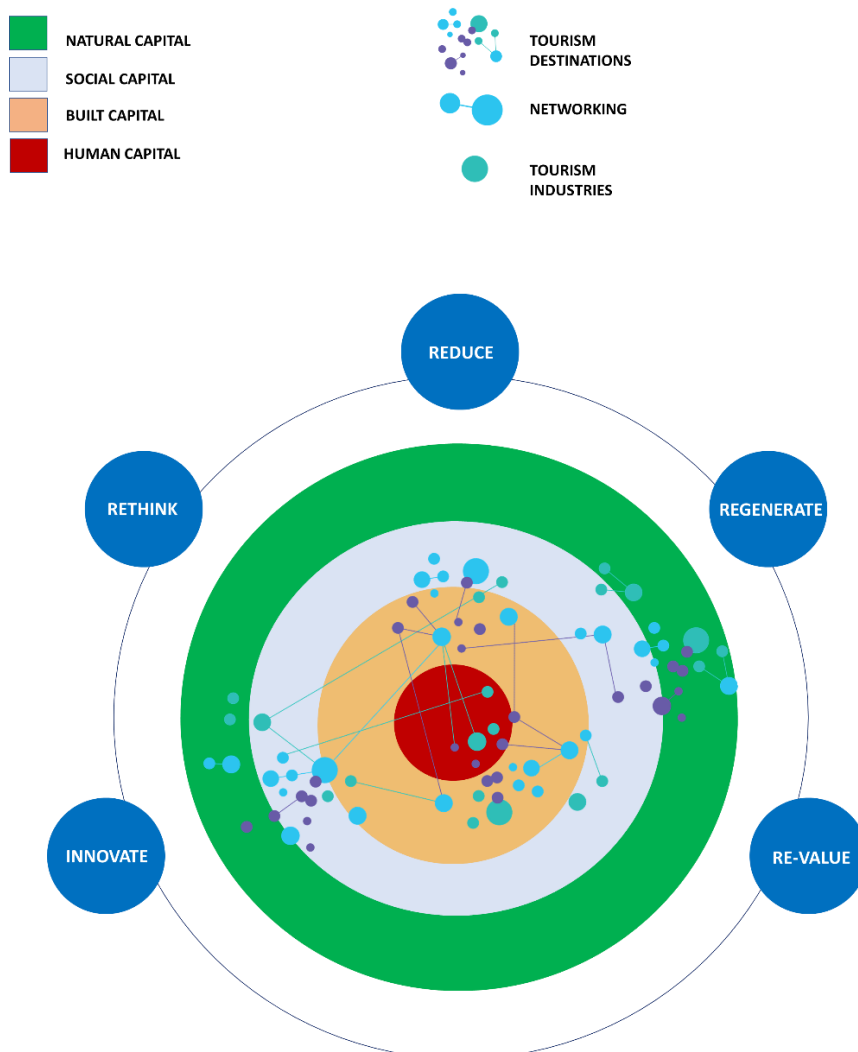 NATURAL CAPITAL
SOCIAL CAPITAL
BUILT CAPITAL
HUMAN CAPITAL
TOURISM
DESTINATIONS
NETWORKING
TOURISM
INDUSTRIES
REDUCE
RETHINK
REGENERATE
INNOVATE
RE-VALUE